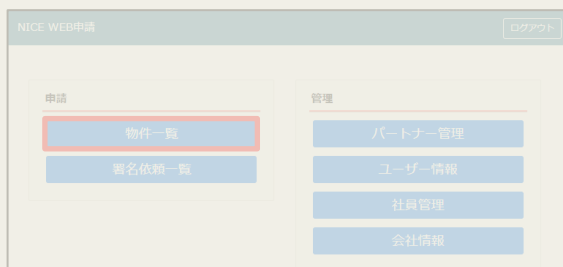 NICE WEB申請
ログアウト
申請
物件一覧
署名依頼一覧
管理
パートナー管理
ユーザー情報
社員管理
会社情報